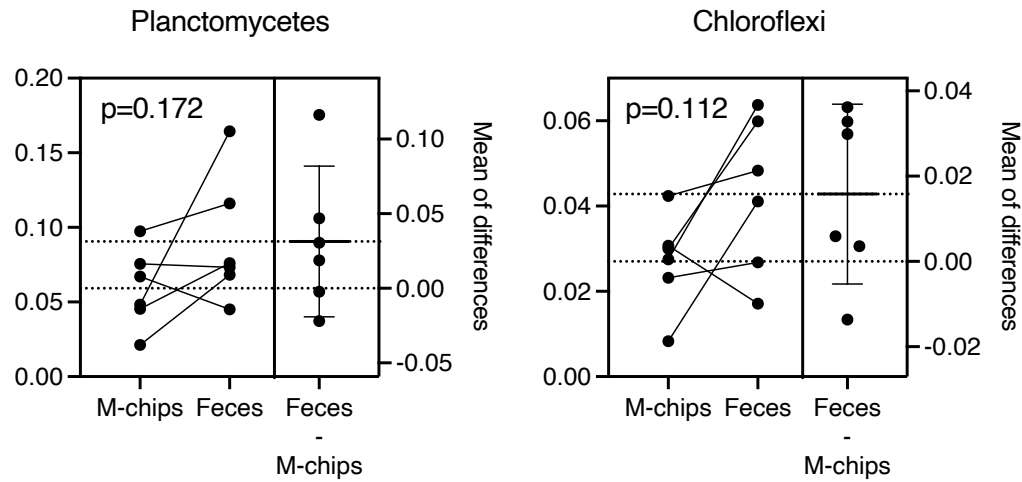 Planctomycetes
p=0.172
0.20
0.15
0.10
0.05
0.00
0.10
0.05
0.00
-0.05
Mean of differences
M-chips Feces Feces
-
M-chips
Chloroflexi
p=0.112
0.06
0.04
0.02
0.00
0.04
0.02
0.00
-0.02
Mean of differences
M-chips Feces Feces
-
M-chips